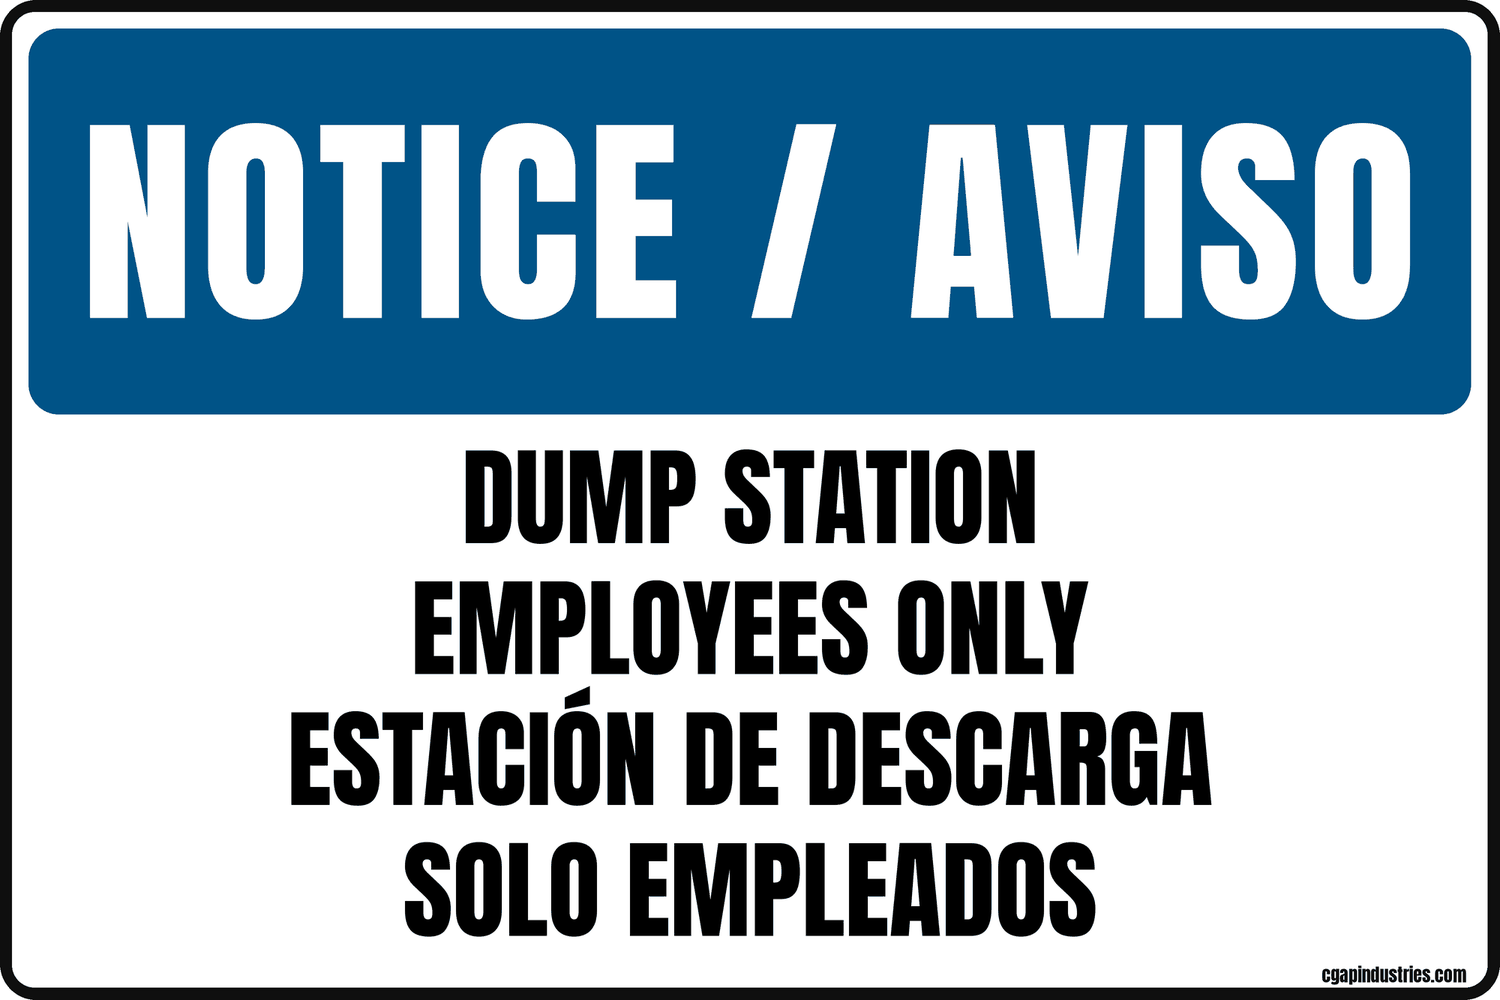 NOTICE / AVISO
DUMP STATION
EMPLOYEES ONLY
ESTACIÓN DE DESCARGA
SOLO EMPLEADOS
cgapindustries.com